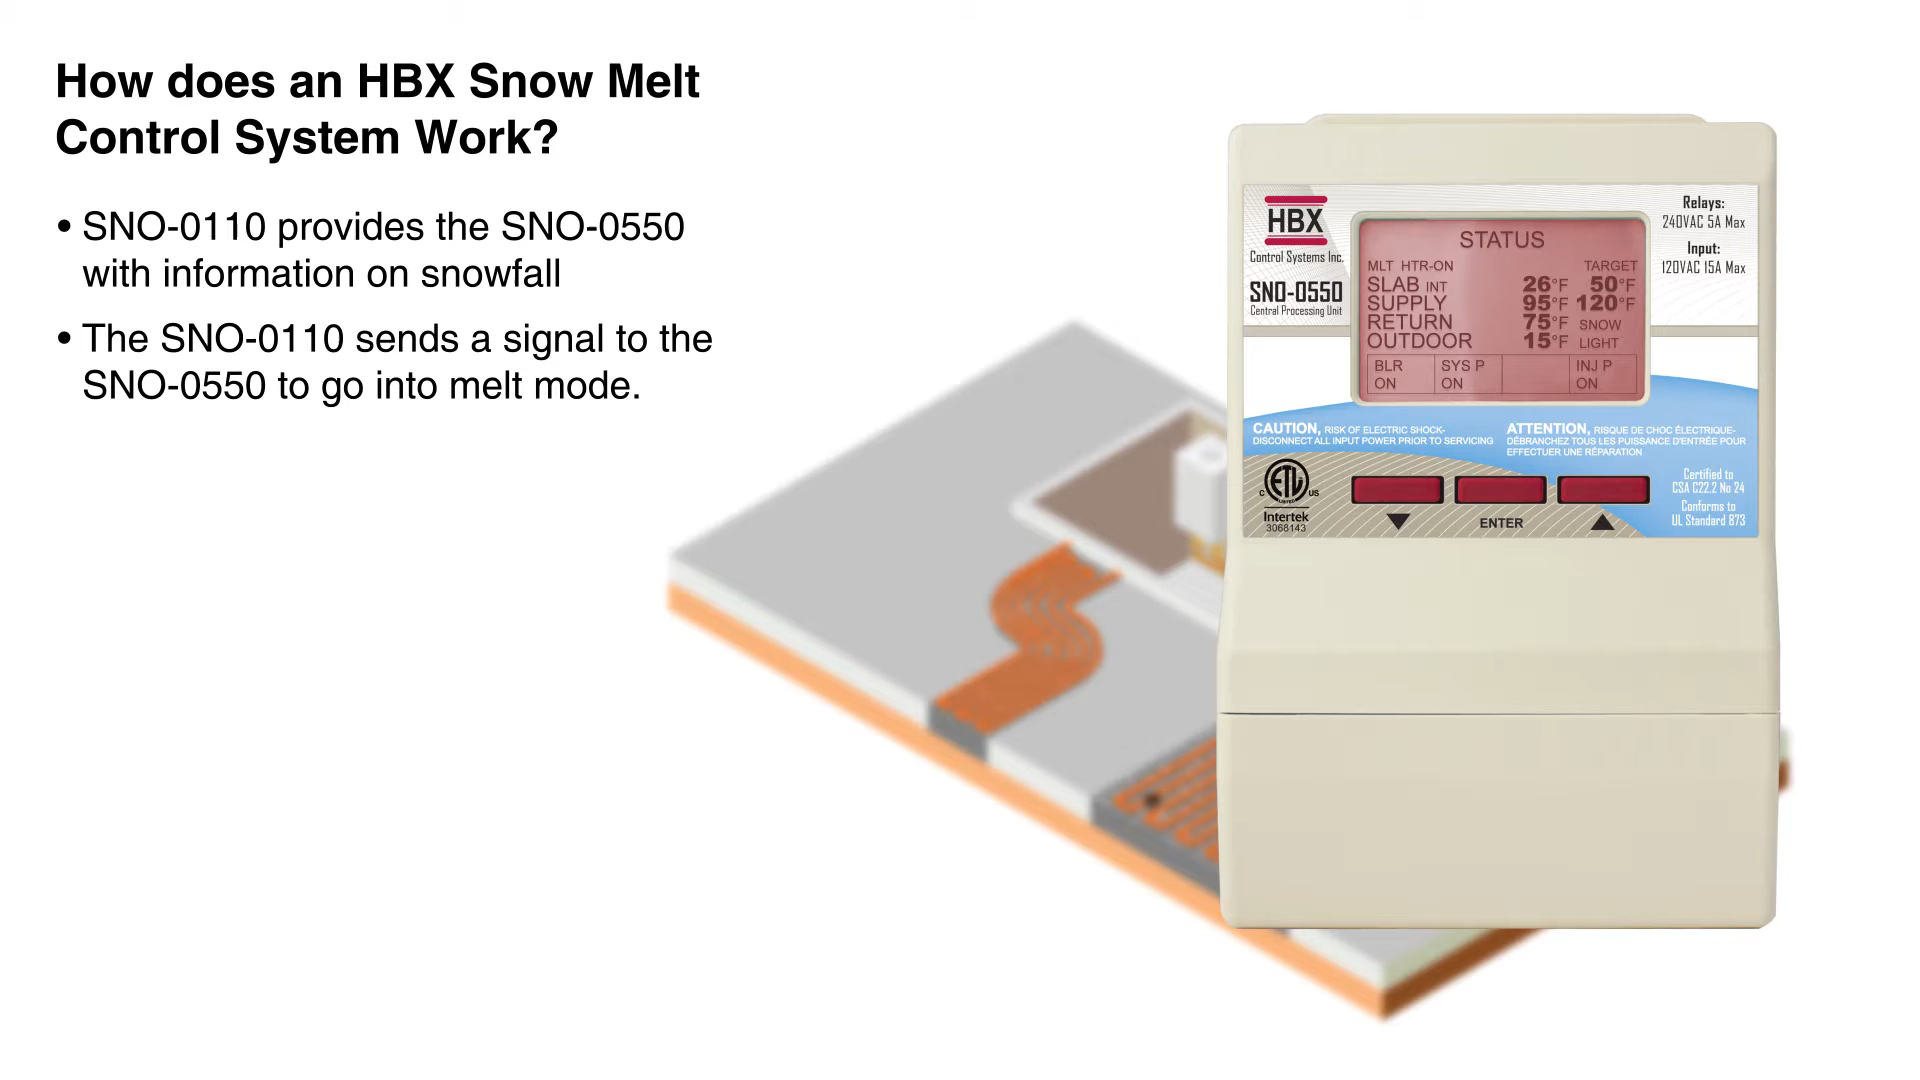 How does an HBX Snow Melt
Control System Work?
• SNO-0110 provides the SNO-0550
with information on snowfall
• The SNO-0110 sends a signal to the
SNO-0550 to go into melt mode.
HBX
Control Systems Inc.
SNO-0550
Central Processing Unit
Relays:
240VAC 5A Max
Input:
120VAC 15A Max
STATUS
MLT HTR-ON TARGET
SLAB INT 26°F 50°F
SUPPLY 95°F 120°F
RETURN 75°F SNOW
OUTDOOR 15°F LIGHT
BLR SYS P INJ P
ON ON ON
CAUTION, RISK OF ELECTRIC SHOCK-
DISCONNECT ALL INPUT POWER PRIOR TO SERVICING
ATTENTION, RISQUE DE CHOC ÉLECTRIQUE-
DÉBRANCHEZ TOUS LES PUISSANCE D'ENTRÉE POUR
EFFECTUER UNE RÉPARATION
C ETL US
LISTED
Intertek
3068143
▼ ENTER ▲
Certified to
CSA C22.2 No 24
Conforms to
UL Standard 873